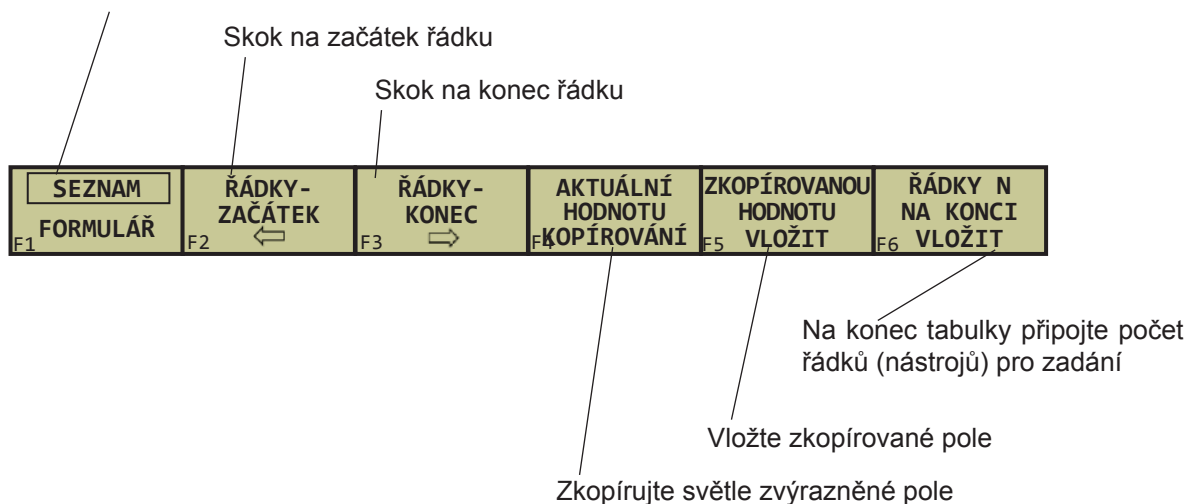 Skok na začátek řádku
Skok na konec řádku
SEZNAM
FORMULÁŘ
F1
ŘÁDKY-
ZAČÁTEK
F2
ŘÁDKY-
KONEC
F3
AKTUÁLNÍ
HODNOTU
KOPÍROVÁNÍ
F4
ZKOPÍROVANOU
HODNOTU
VLOŽIT
F5
ŘÁDKY N
NA KONCI
VLOŽIT
F6
Na konec tabulky připojte počet
řádků (nástrojů) pro zadání
Vložte zkopírované pole
Zkopírujte světle zvýrazněné pole